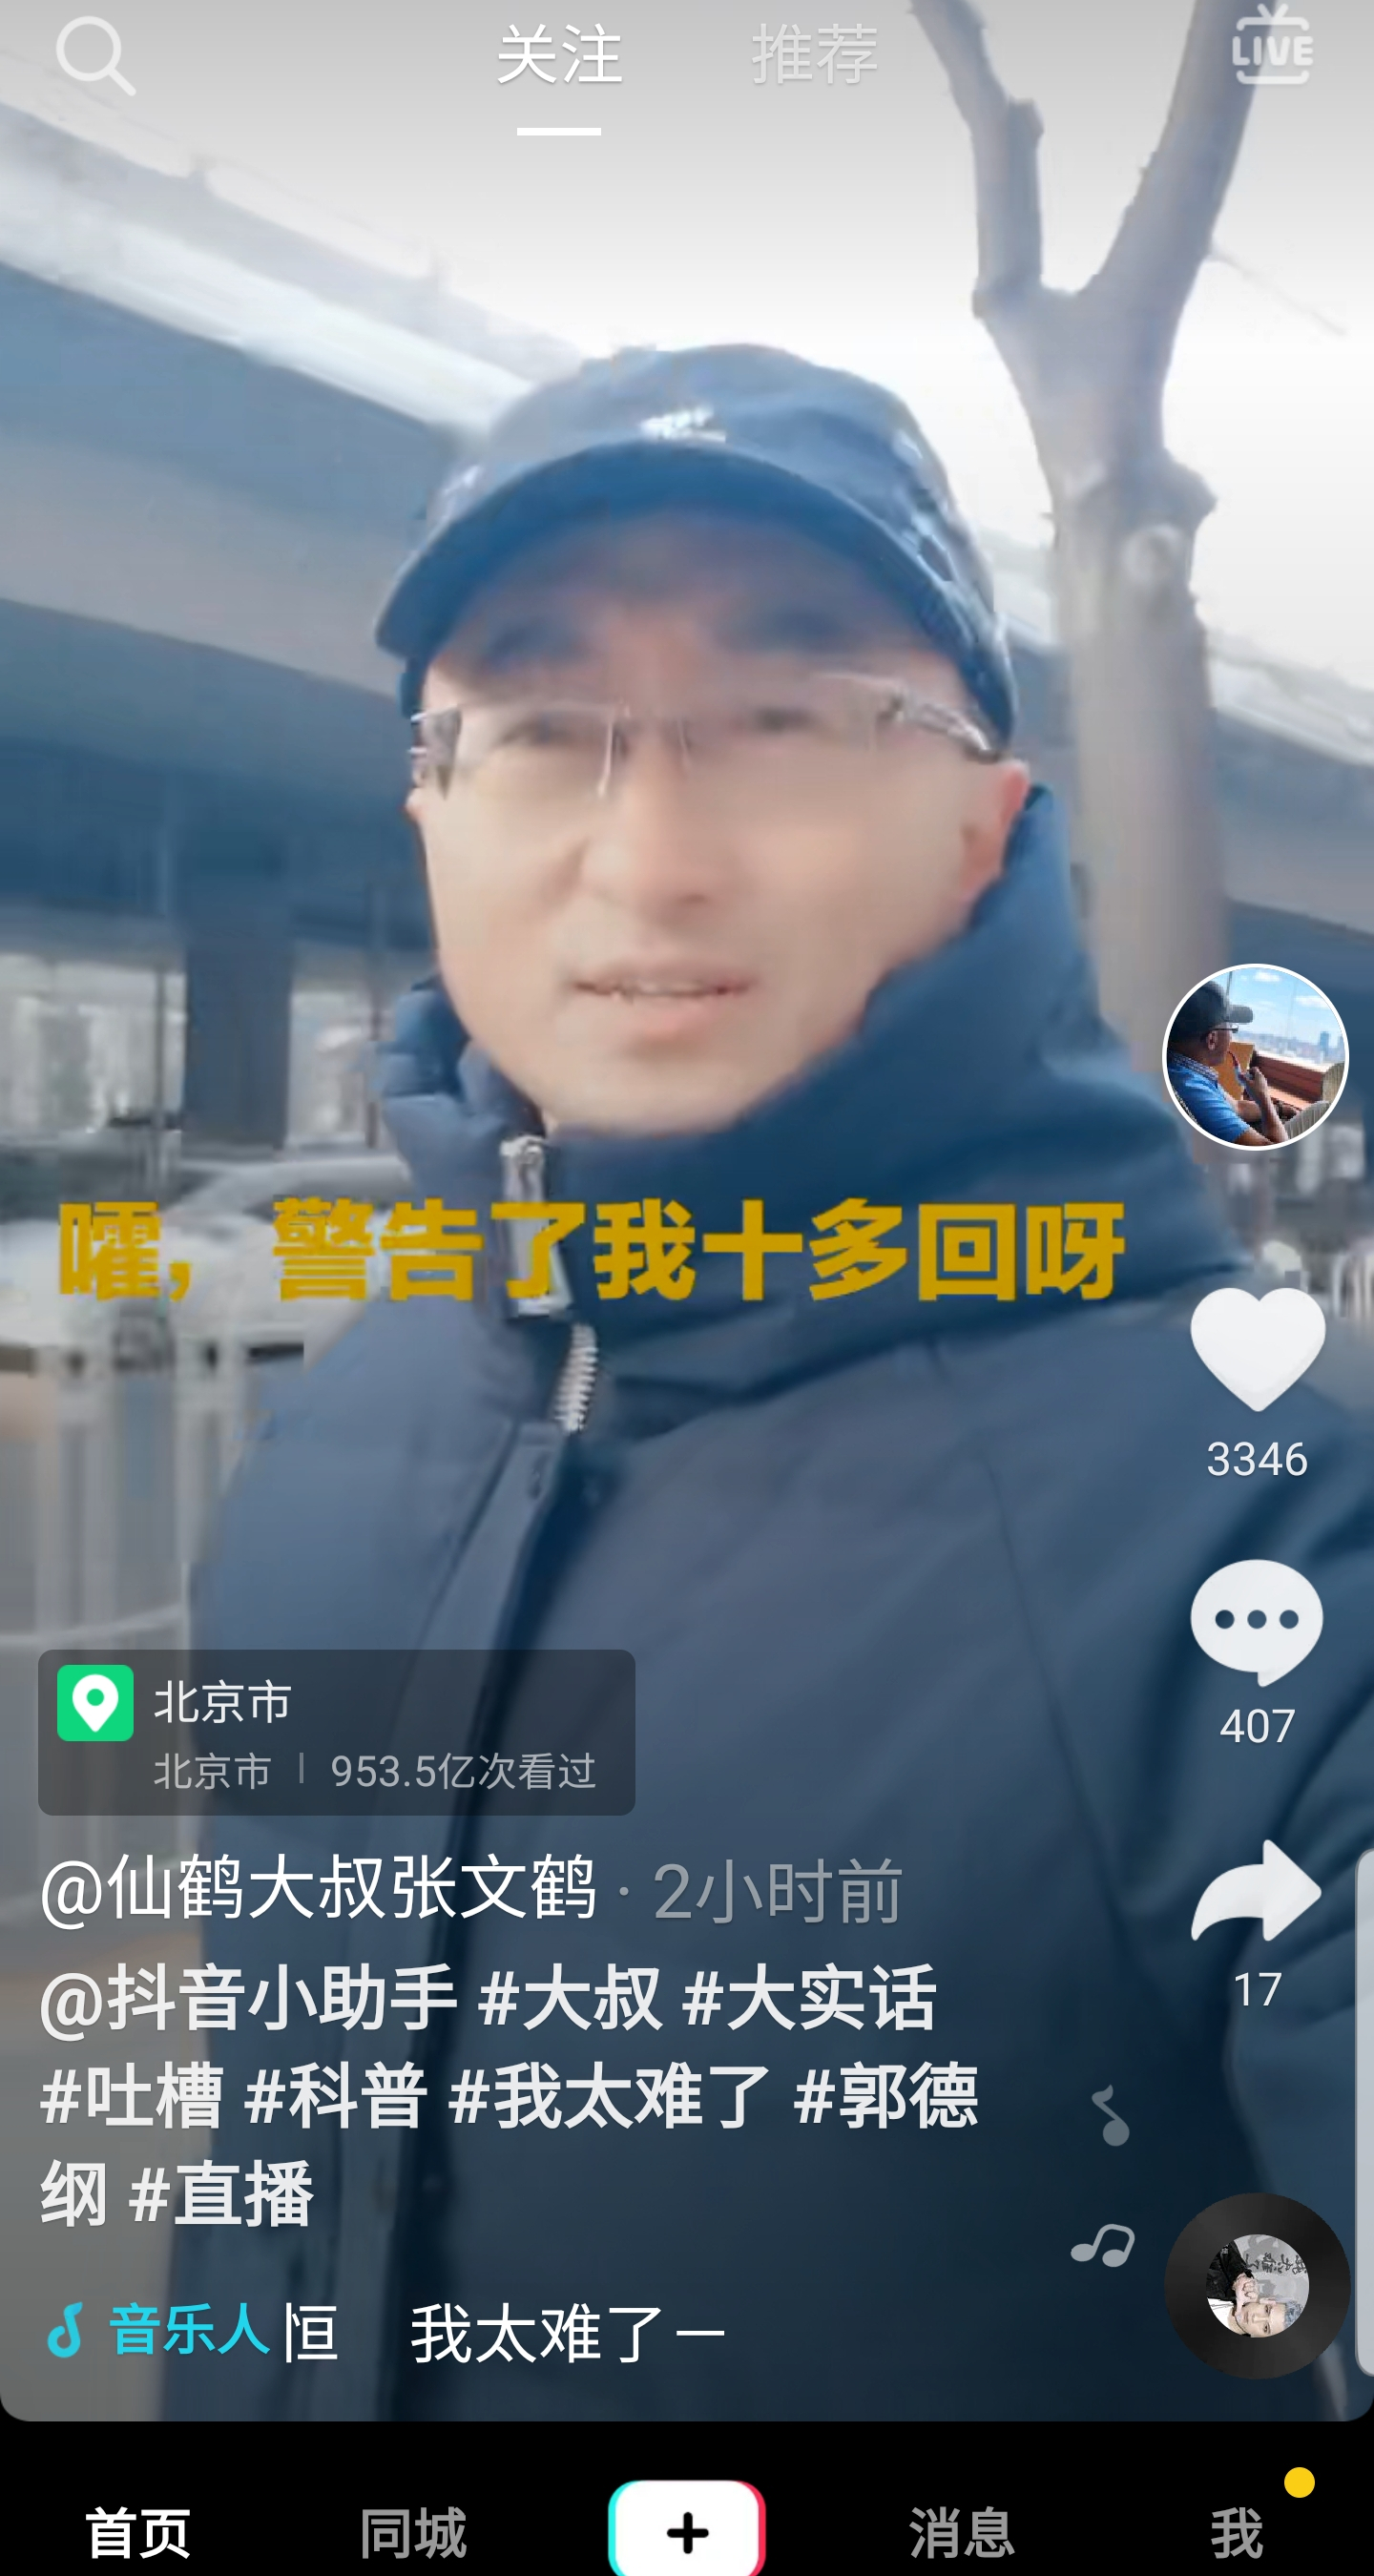 关注 推荐 LIVE
嚯，警告了我十多回呀
3346
407
北京市
北京市 | 953.5亿次看过
@仙鹤大叔张文鹤 · 2小时前
17
@抖音小助手 #大叔 #大实话
#吐槽 #科普 #我太难了 #郭德
纲 #直播
音乐人 我太难了一
首页 同城 + 消息 我